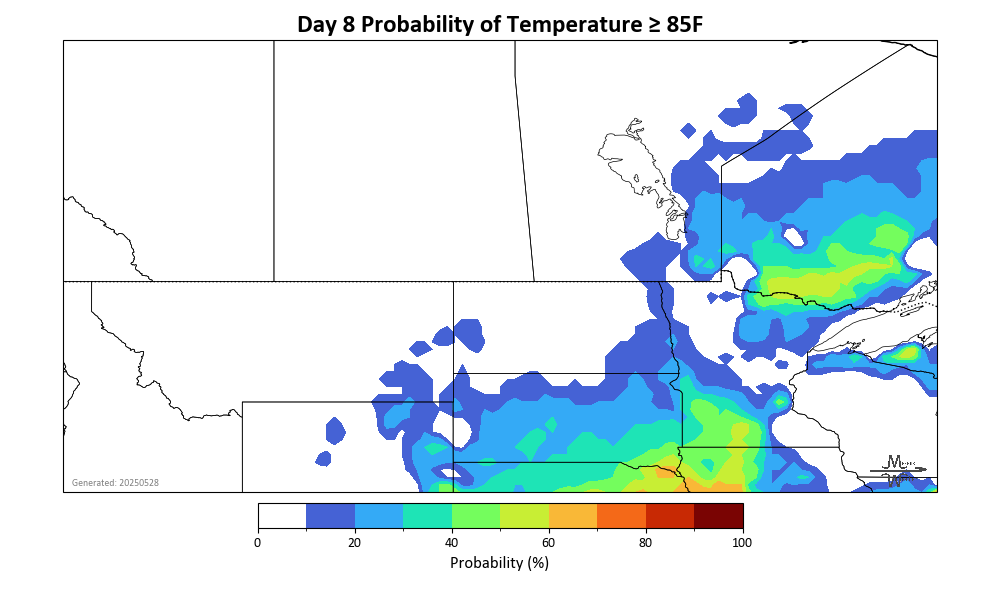 Day 8 Probability of Temperature ≥ 85F
Generated: 20250528
0 20 40 60 80 100
Probability (%)